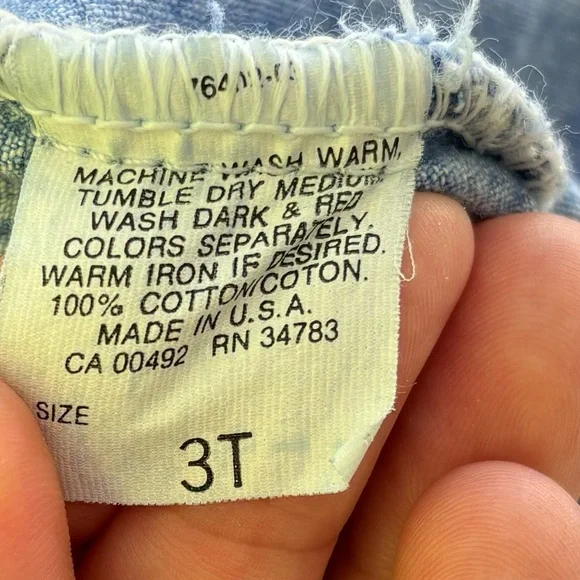 MACHINE WASH WARM,
TUMBLE DRY MEDIUM.
WASH DARK & RED
COLORS SEPARATELY.
WARM IRON IF DESIRED.
100% COTTON/COTON.
MADE IN U.S.A.
CA 00492 RN 34783
SIZE
3T